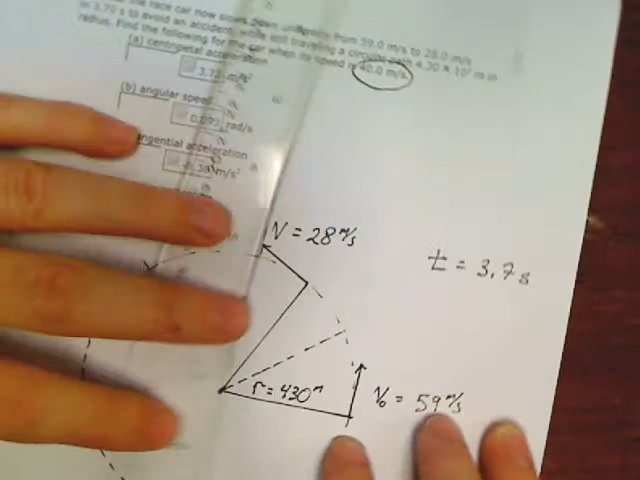 the race car now slows down uniformly from 59.0 m/s to 28.0 m/s
in 3.70 s to avoid an accident, while still traveling a circular path 4.30 × 10² m in
radius. Find the following for the car when its speed is 40.0 m/s.
(a) centripetal acceleration
3.72 m/s²
(b) angular speed
rad/s
angential acceleration
m/s²
V = 28 m/s
t = 3.7 s
r = 430 m
V₀ = 59 m/s